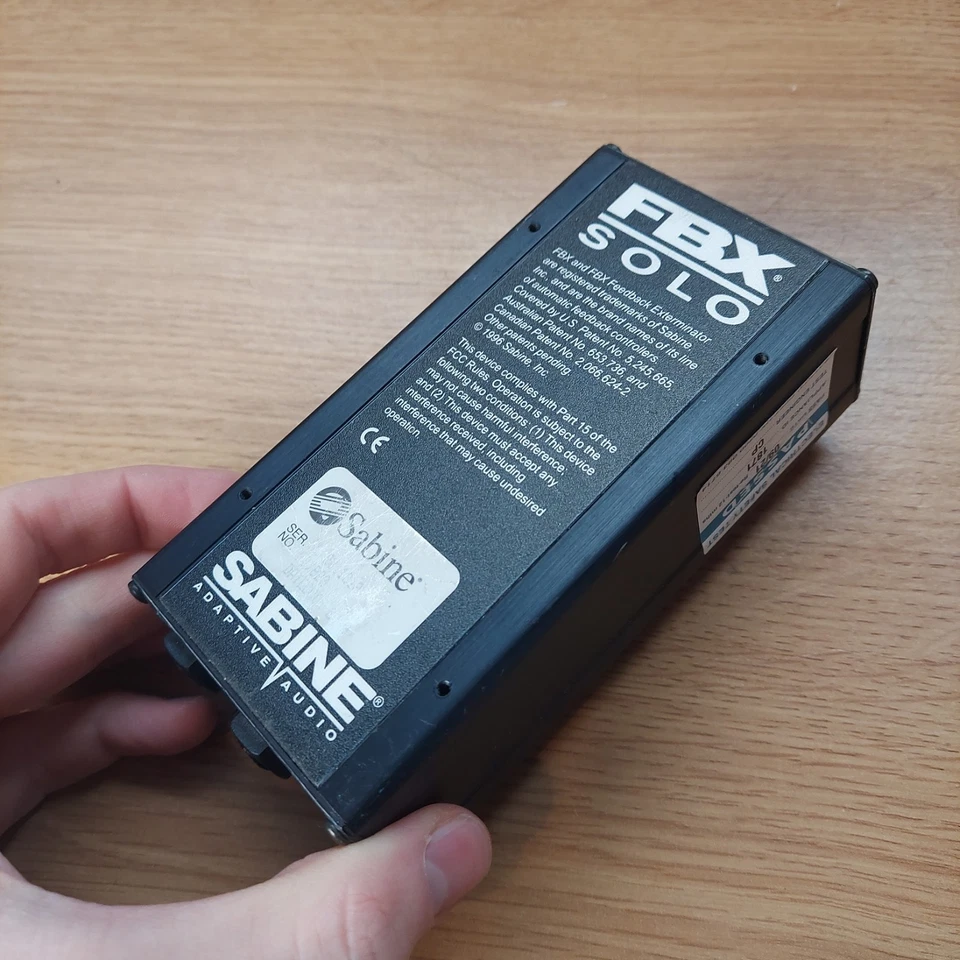 FBX®
SOLO
FBX and FBX Feedback Exterminator
are registered trademarks of Sabine,
Inc., and are the brand names of its line
of automatic feedback controllers.
Covered by U.S. Patent No. 5,245,665
Australian Patent No. 653,736, and
Canadian Patent No. 2,066,624-2
Other patents pending.
© 1996 Sabine, Inc.
This device complies with Part 15 of the
FCC Rules. Operation is subject to the
following two conditions: (1) This device
may not cause harmful interference,
and (2) This device must accept any
interference received, including
interference that may cause undesired
operation.
CE
Sabine®
SER.
NO
SABINE®
ADAPTIVE AUDIO